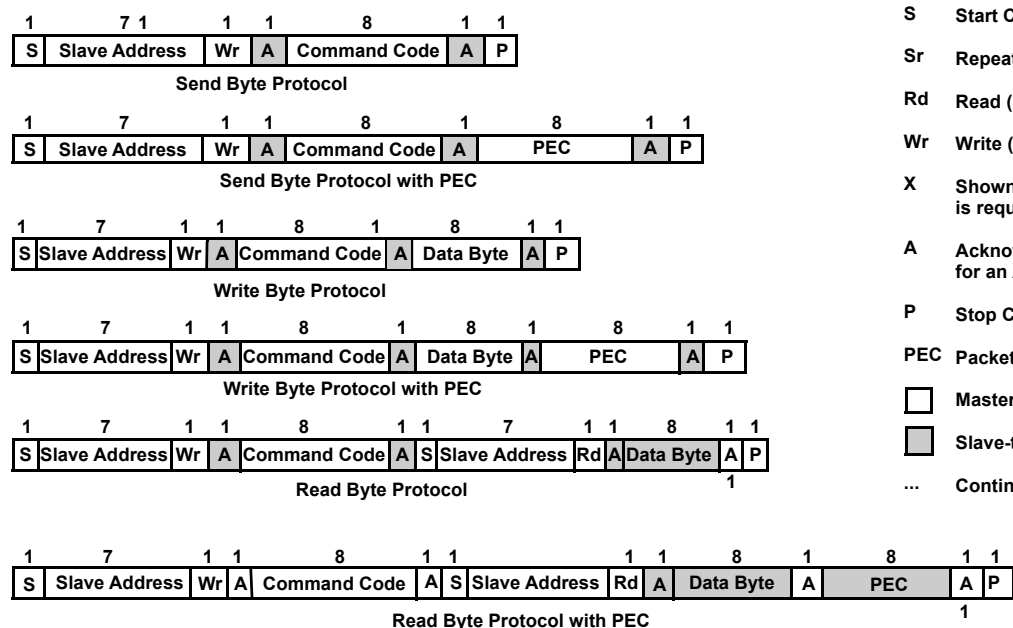 1 7 1 1 8 1 1
S Slave Address Wr A Command Code A P
Send Byte Protocol
1 7 1 1 8 1 8 1 1
S Slave Address Wr A Command Code A PEC A P
Send Byte Protocol with PEC
1 7 1 1 8 1 8 1 1
S Slave Address Wr A Command Code A Data Byte A P
Write Byte Protocol
1 7 1 1 8 1 8 1 8 1 1
S Slave Address Wr A Command Code A Data Byte A PEC A P
Write Byte Protocol with PEC
1 7 1 1 8 1 1 7 1 1 8 1 1
S Slave Address Wr A Command Code A S Slave Address Rd A Data Byte A P
1
Read Byte Protocol
1 7 1 1 8 1 1 1 1 8 1 8 1 1
S Slave Address Wr A Command Code A S Slave Address Rd A Data Byte A PEC A P
1
Read Byte Protocol with PEC
S Start
Sr
Rd Read (
Wr Write (
X Shown
is
A
for an
P Stop
PEC Packet
Master
Slave-
...